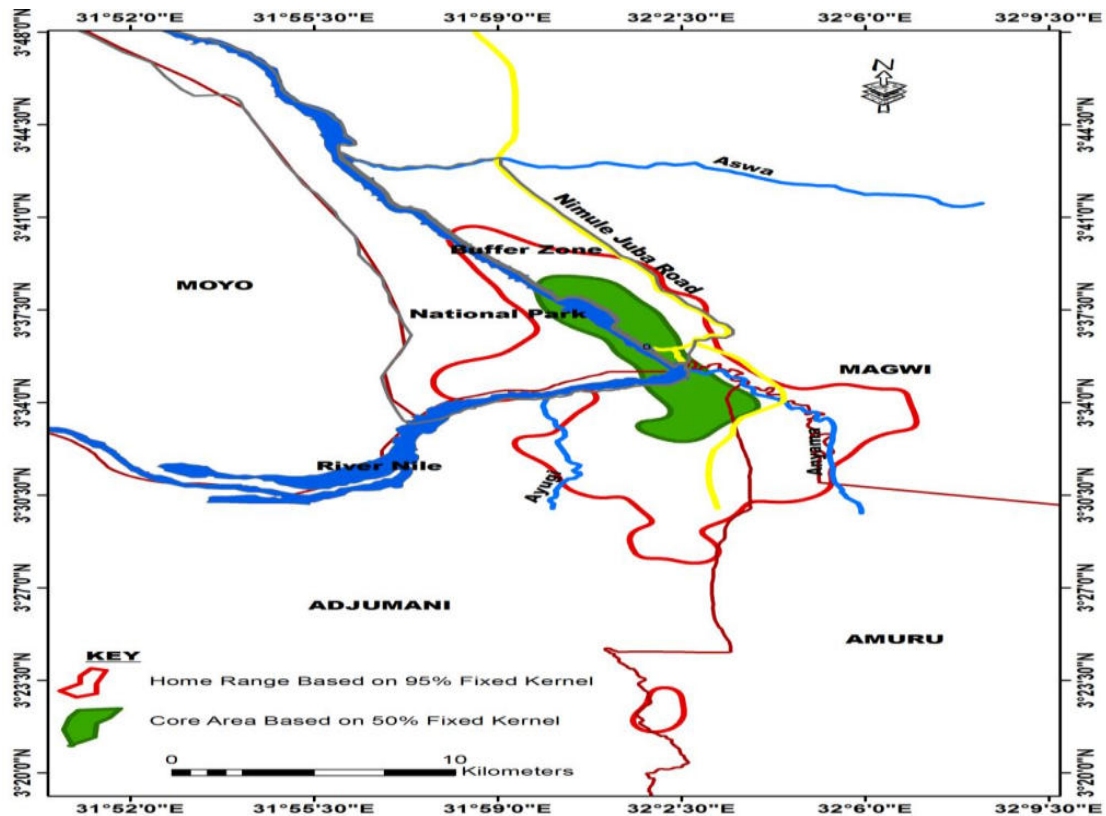 31°52'0"E 31°55'30"E 31°59'0"E 32°2'30"E 32°6'0"E 32°9'30"E
3°48'0"N
N
3°44'30"N 3°44'30"N
Aswa
3°41'0"N 3°41'0"N
Nimule Juba Road
Buffer Zone
MOYO
National Park
3°37'30"N 3°37'30"N
MAGWI
3°34'0"N 3°34'0"N
Anyama
River Nile
Ayugi
3°30'30"N 3°30'30"N
3°27'0"N 3°27'0"N
ADJUMANI
AMURU
KEY
Home Range Based on 95% Fixed Kernel
3°23'30"N 3°23'30"N
Core Area Based on 50% Fixed Kernel
0 10
Kilometers
3°20'0"N 3°20'0"N
31°52'0"E 31°55'30"E 31°59'0"E 32°2'30"E 32°6'0"E 32°9'30"E